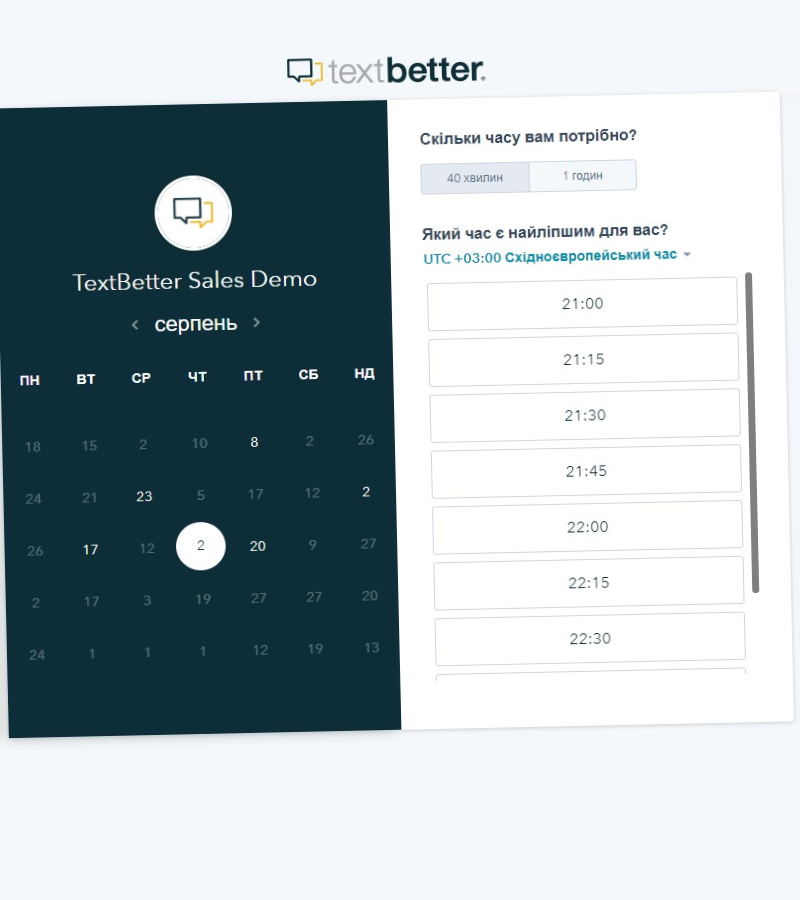 textbetter.
TextBetter Sales Demo
серпень
ПН ВТ СР ЧТ ПТ СБ НД
18 15 2 10 8 2 26
24 21 23 5 17 12 2
26 17 12 2 20 9 27
2 17 3 19 27 27 20
24 1 1 1 12 19 13
Скільки часу вам потрібно?
40 хвилин 1 годин
Який час є найліпшим для вас?
UTC +03:00 Східноєвропейський час
21:00
21:15
21:30
21:45
22:00
22:15
22:30